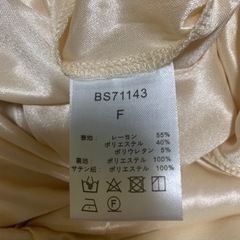 BS71143
F
表地： レーヨン 55%
ポリエステル 40%
ポリウレタン 5%
裏地： ポリエステル 100%
サテン紐： ポリエステル 100%